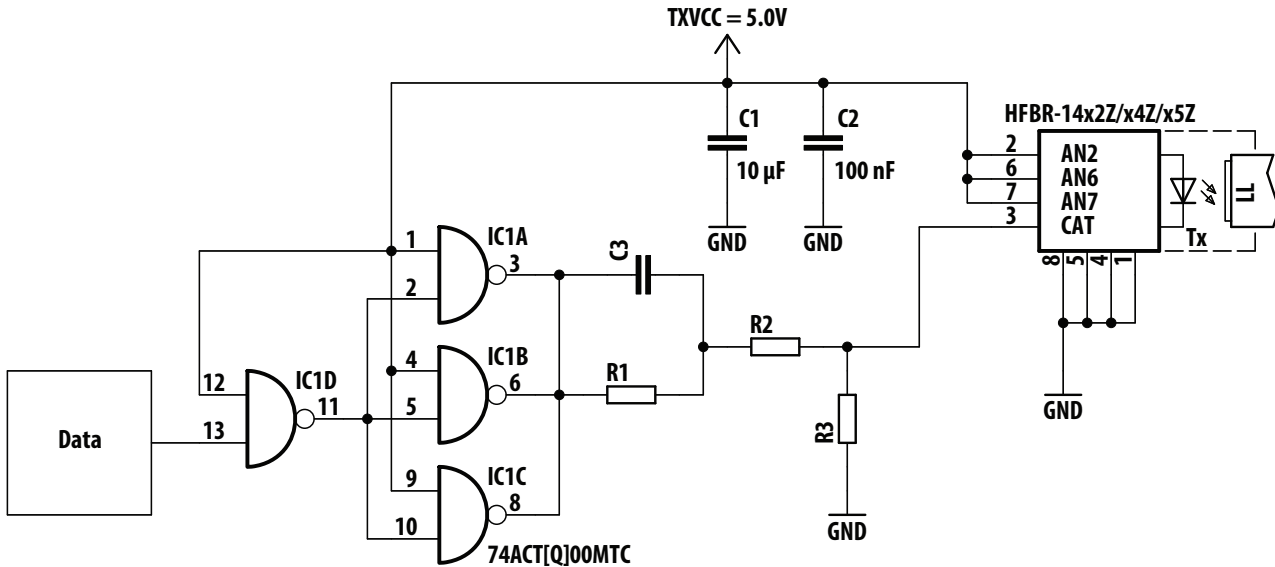 TXVCC = 5.0V
C1
10 µF
GND
C2
100 nF
GND
HFBR-14x2Z/x4Z/x5Z
2
AN2
6
AN6
7
AN7
3
CAT
LL
Tx
8
5
4
1
GND
1
IC1A
3
2
C3
R2
4
IC1B
6
5
R1
R3
GND
Data
12
IC1D
11
13
9
IC1C
8
10
74ACT[Q]00MTC